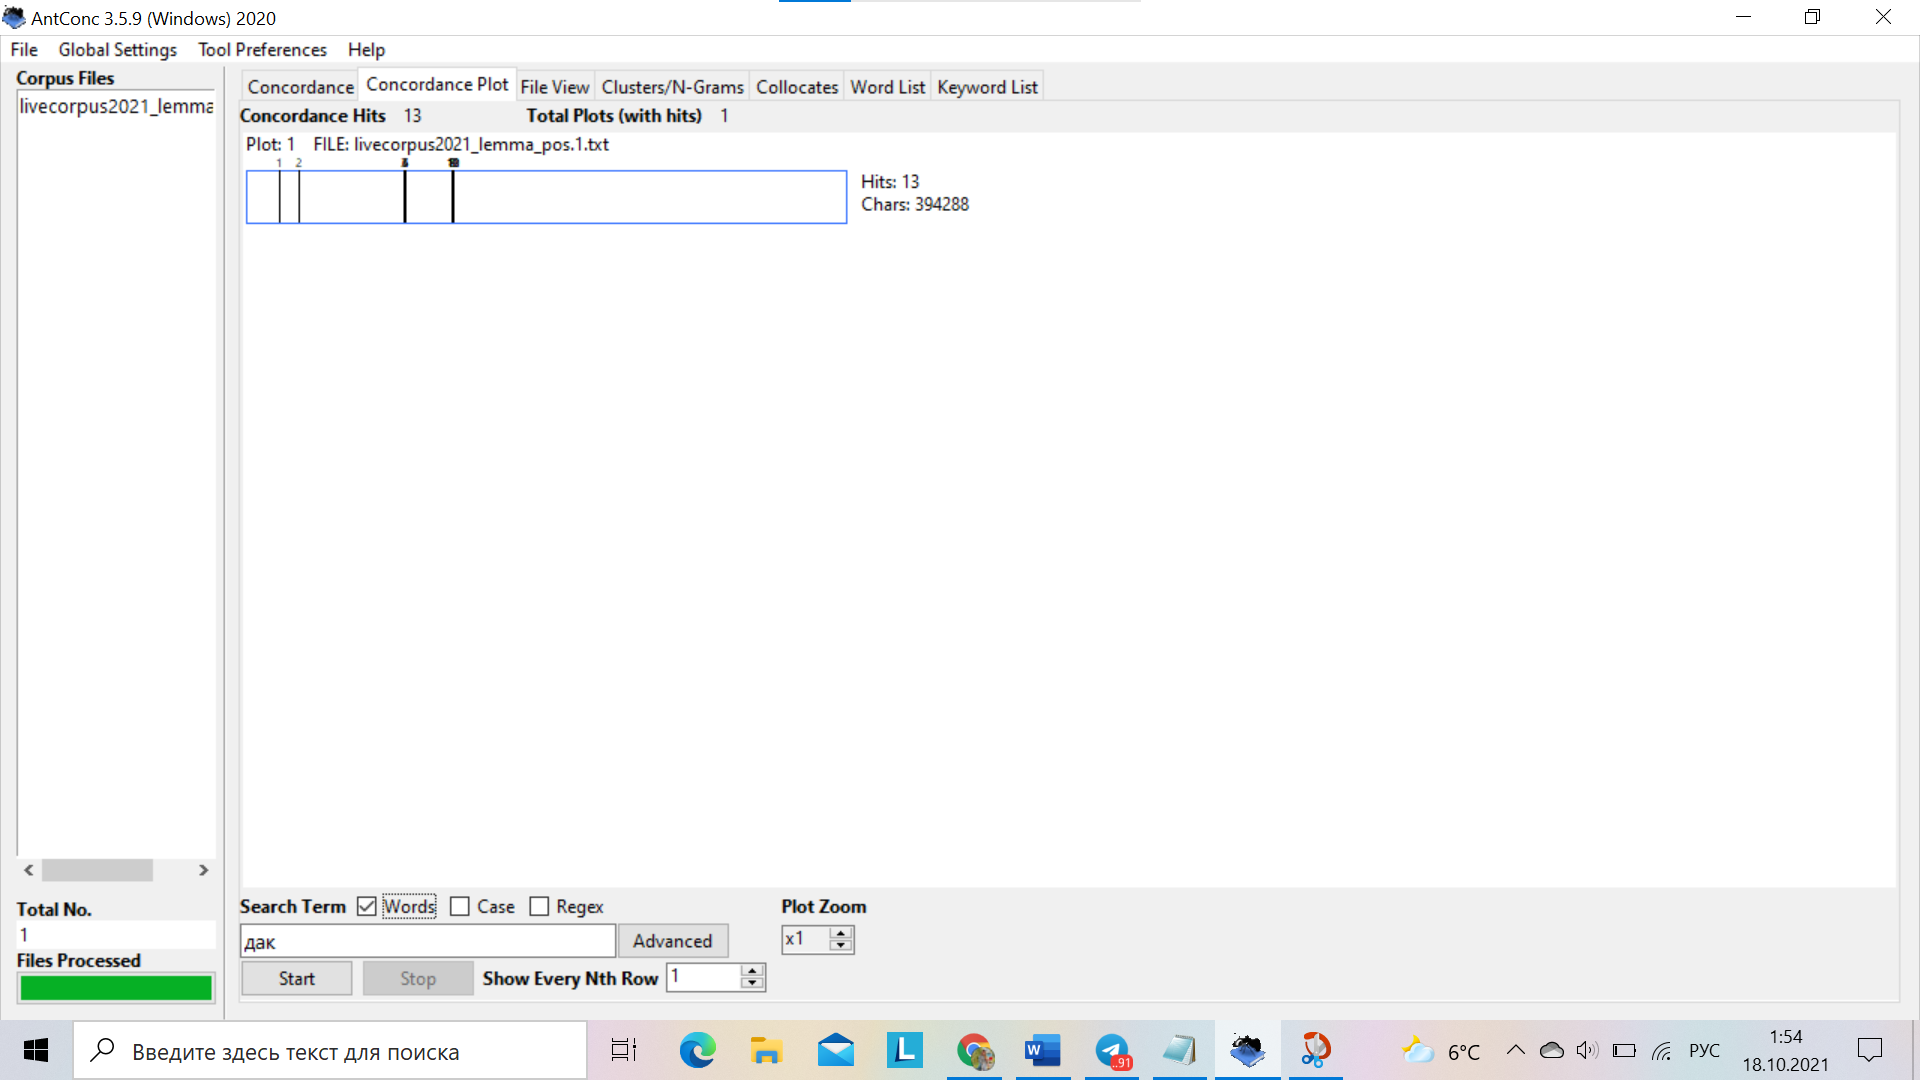 AntConc 3.5.9 (Windows) 2020
File Global Settings Tool Preferences Help
Corpus Files
livecorpus2021_lemma
Concordance Concordance Plot File View Clusters/N-Grams Collocates Word List Keyword List
Concordance Hits 13 Total Plots (with hits) 1
Plot: 1 FILE: livecorpus2021_lemma_pos.1.txt
1 2
Hits: 13
Chars: 394288
Search Term Words Case Regex Plot Zoom
дак Advanced x1
Start Stop Show Every Nth Row 1
Total No.
1
Files Processed
Введите здесь текст для поиска
L
W
..91
6°C
РУС
1:54
18.10.2021